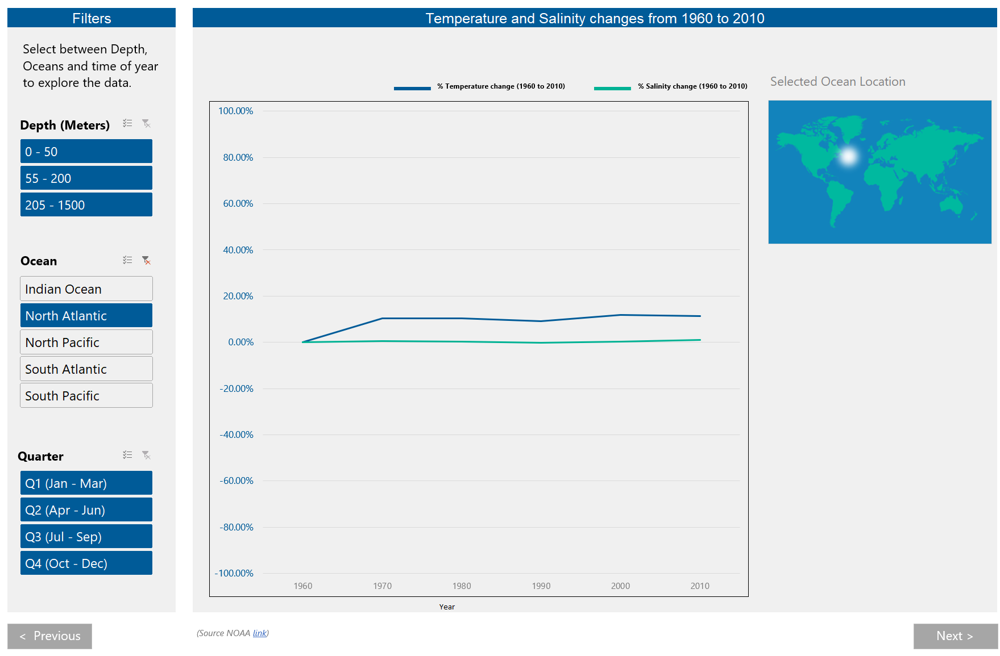 Filters
Select between Depth,
Oceans and time of year
to explore the data.
Depth (Meters)
0 - 50
55 - 200
205 - 1500
Ocean
Indian Ocean
North Atlantic
North Pacific
South Atlantic
South Pacific
Quarter
Q1 (Jan - Mar)
Q2 (Apr - Jun)
Q3 (Jul - Sep)
Q4 (Oct - Dec)
< Previous
Temperature and Salinity changes from 1960 to 2010
% Temperature change (1960 to 2010)
% Salinity change (1960 to 2010)
100.00%
80.00%
60.00%
40.00%
20.00%
0.00%
-20.00%
-40.00%
-60.00%
-80.00%
-100.00%
1960 1970 1980 1990 2000 2010
Year
Selected Ocean Location
(Source NOAA link)
Next >